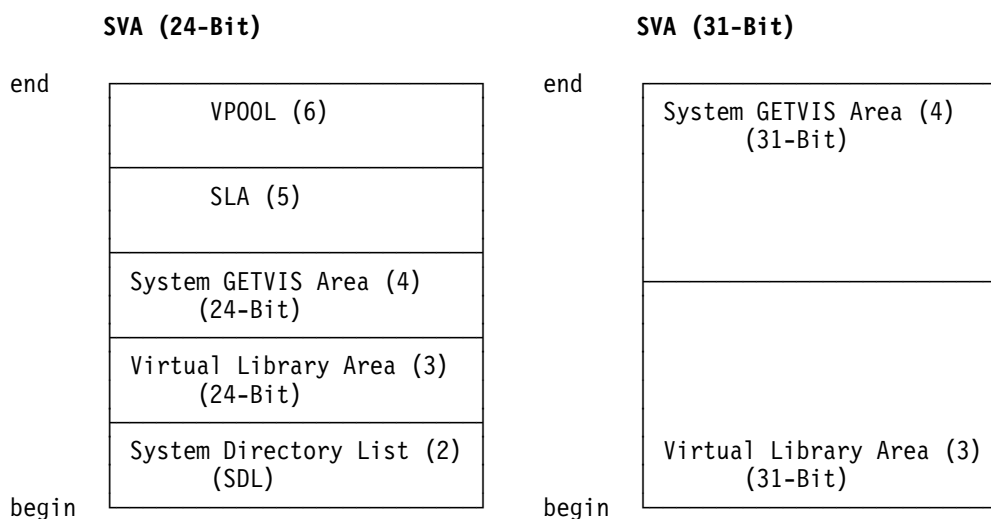 SVA (24-Bit)
end
VPOOL (6)
SLA (5)
System GETVIS Area (4)
(24-Bit)
Virtual Library Area (3)
(24-Bit)
System Directory List (2)
(SDL)
begin
SVA (31-Bit)
end
System GETVIS Area (4)
(31-Bit)
Virtual Library Area (3)
(31-Bit)
begin